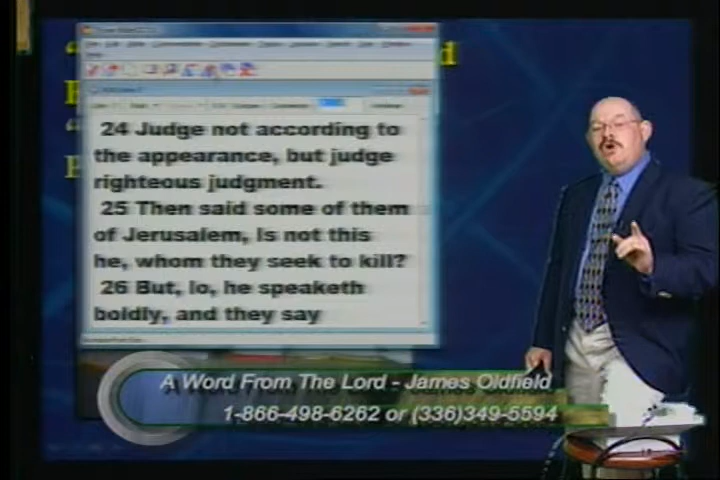 24 Judge not according to
the appearance, but judge
righteous judgment.
25 Then said some of them
of Jerusalem, Is not this
he, whom they seek to kill?
26 But, lo, he speaketh
boldly, and they say
A Word From The Lord - James Oldfield
1-866-498-6262 or (336)349-5594